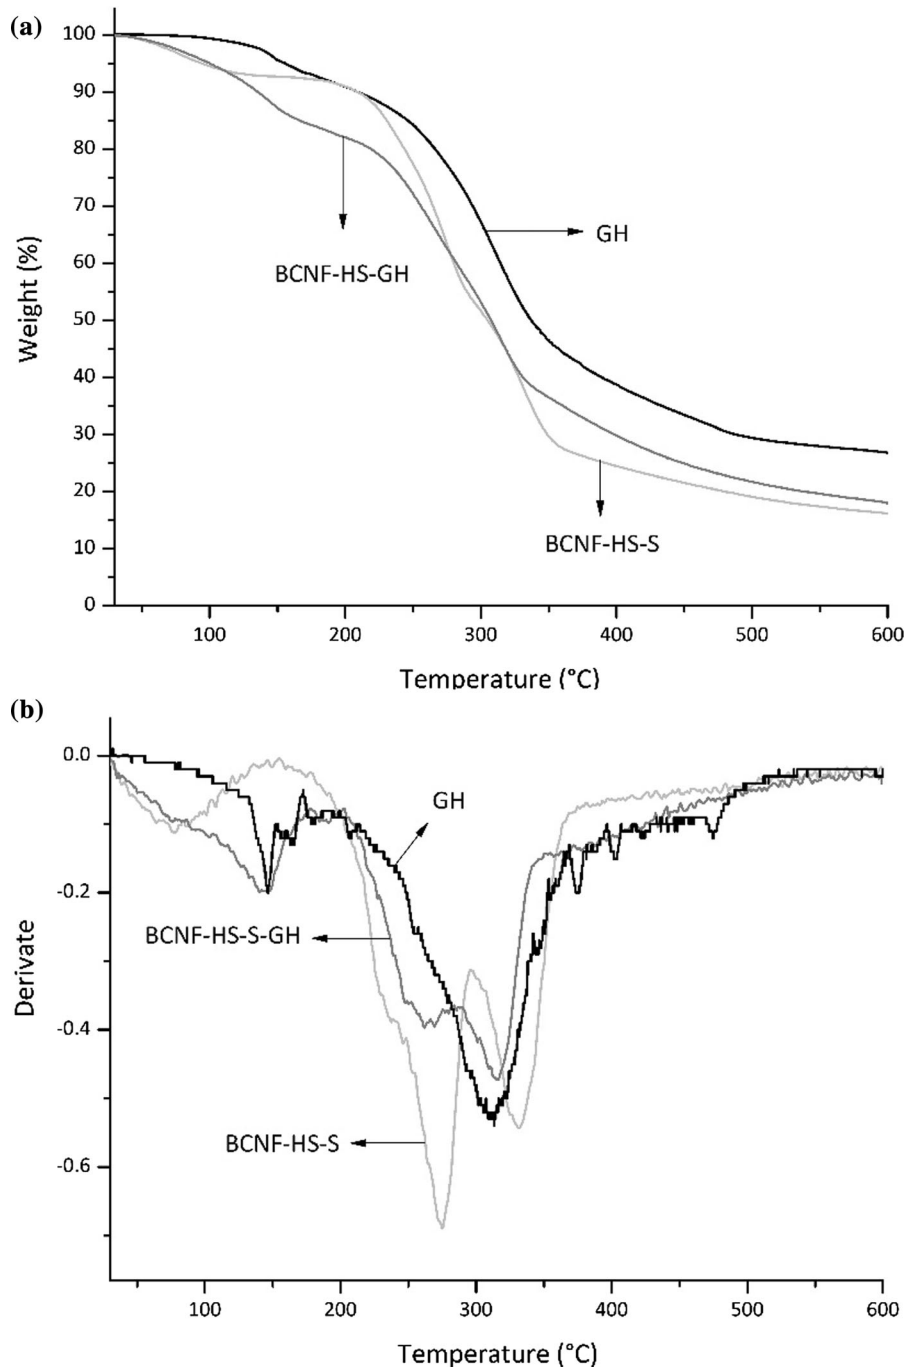 (a)
100
90
80
70
60
50
40
30
20
10
0
Weight (%)
GH
BCNF-HS-GH
BCNF-HS-S
100 200 300 400 500 600
Temperature (°C)
(b)
0.0
-0.2
-0.4
-0.6
Derivate
GH
BCNF-HS-S-GH
BCNF-HS-S
100 200 300 400 500 600
Temperature (°C)